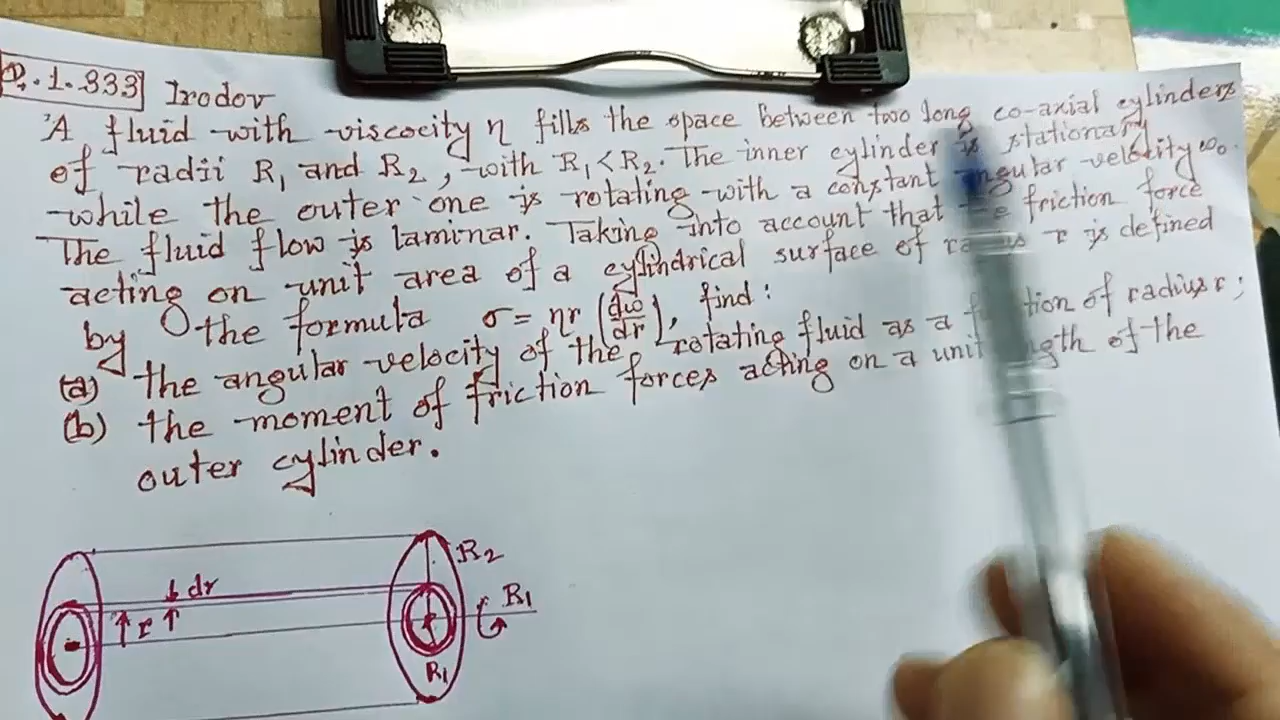 Q.1.333 Irodov
'A fluid with viscocity η fills the space between two long co-axial cylinders
of radii R₁ and R₂, with R₁<R₂. The inner cylinder is stationary
while the outer one is rotating with a constant angular velocity ω₀.
The fluid flow is laminar. Taking into account that the friction force
acting on unit area of a cylindrical surface of radius r is defined
by the formula σ = ηr (dω/dr), find:
(a) the angular velocity of the rotating fluid as a function of radius r;
(b) the moment of friction forces acting on a unit length of the
outer cylinder.
R₂
dr
r
R₁
R₁